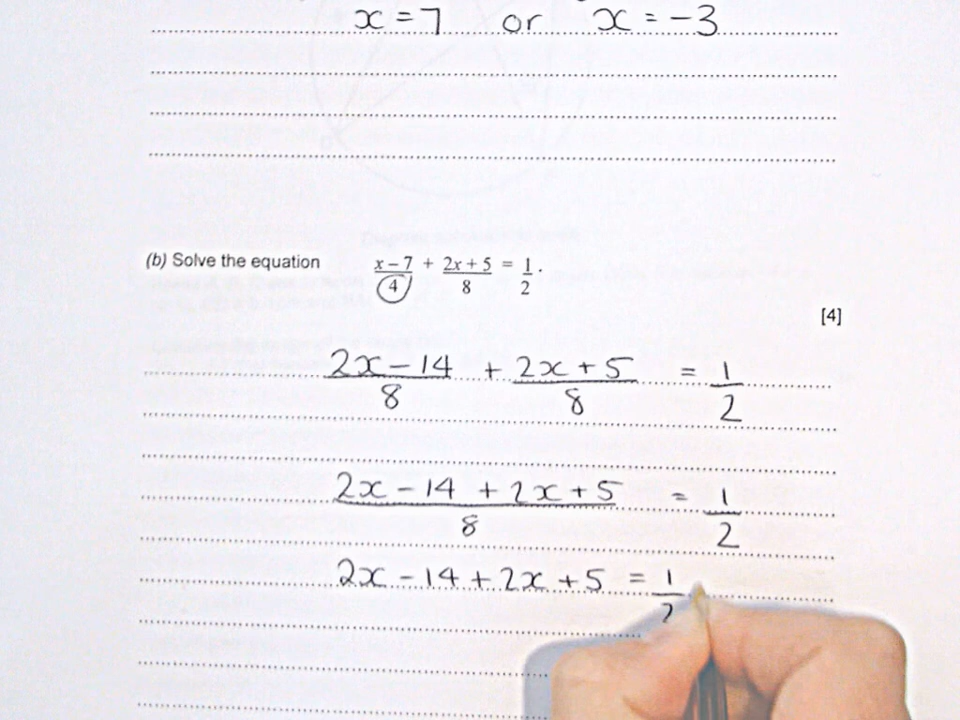 x = 7 or x = -3
(b) Solve the equation (x - 7)/4 + (2x + 5)/8 = 1/2.
[4]
(2x - 14)/8 + (2x + 5)/8 = 1/2
(2x - 14 + 2x + 5)/8 = 1/2
2x - 14 + 2x + 5 = 1/2